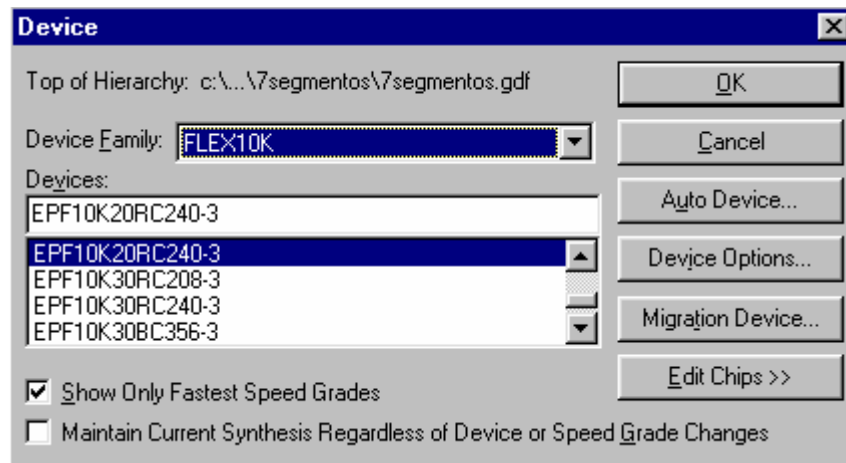 Device
Top of Hierarchy: c:\...\7segmentos\7segmentos.gdf
OK
Device Family: FLEX10K
Cancel
Devices:
EPF10K20RC240-3
Auto Device...
EPF10K20RC240-3
EPF10K30RC208-3
EPF10K30RC240-3
EPF10K30BC356-3
Device Options...
Migration Device...
Edit Chips >>
Show Only Fastest Speed Grades
Maintain Current Synthesis Regardless of Device or Speed Grade Changes